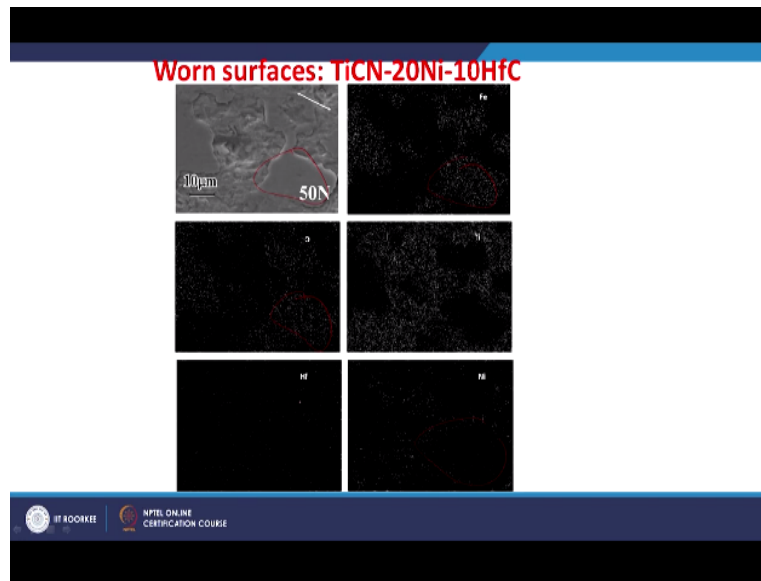 Worn surfaces: TiCN-20Ni-10HfC
Fe
10µm
50N
Ti
Hf
Ni
IIT ROORKEE
NPTEL ONLINE
CERTIFICATION COURSE